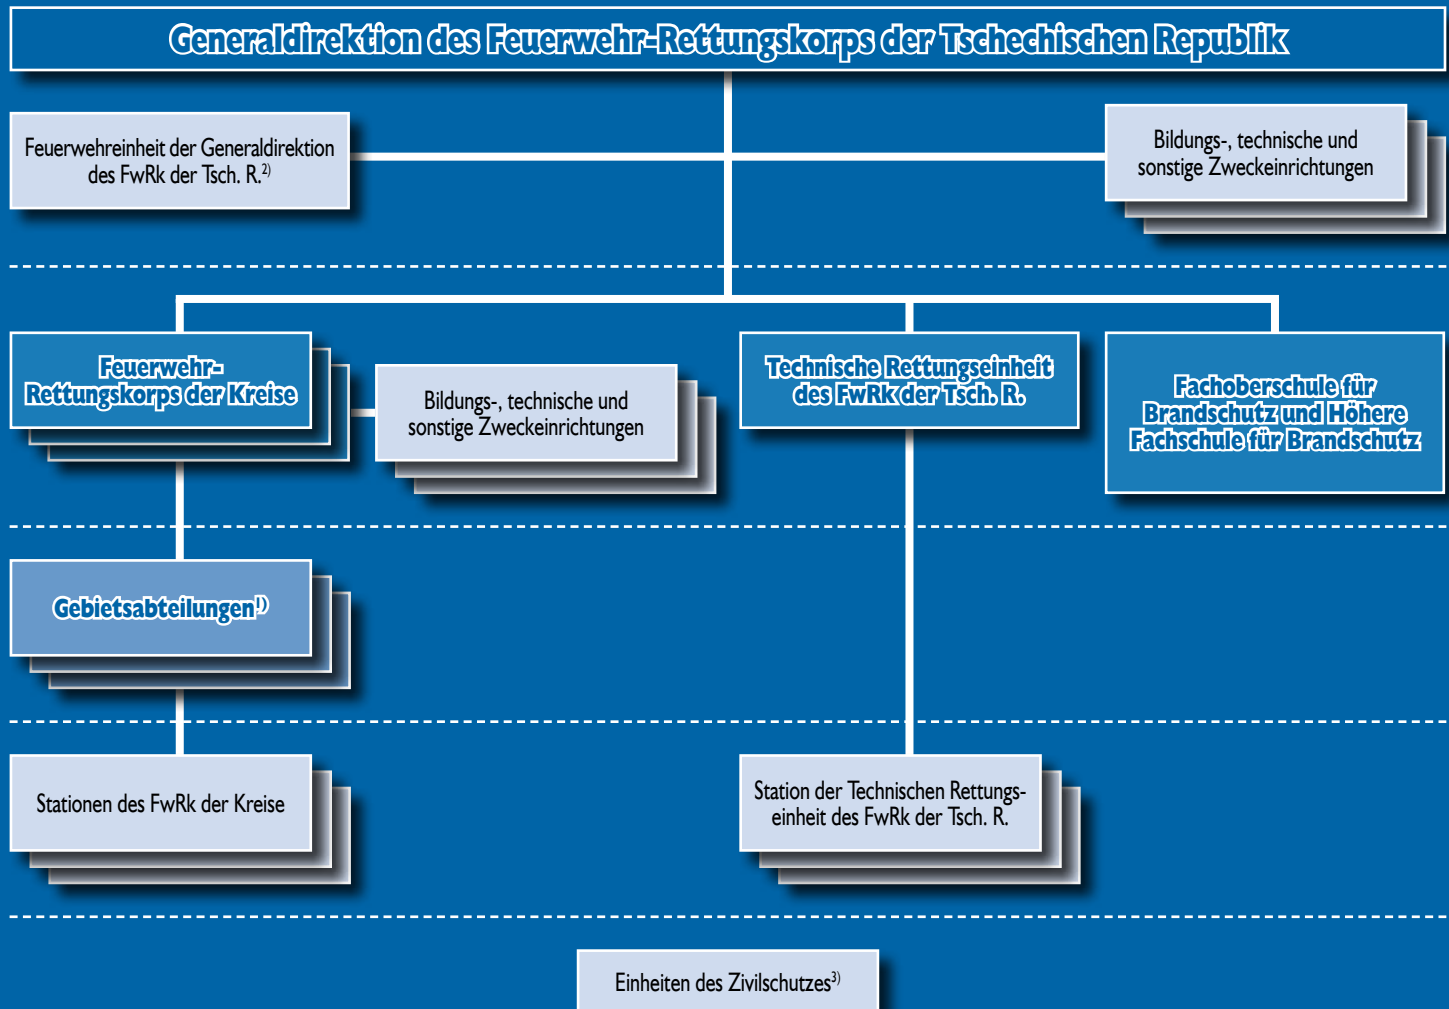 Generaldirektion des Feuerwehr-Rettungskorps der Tschechischen Republik
Feuerwehreinheit der Generaldirektion
des FwRk der Tsch. R.²⁾
Bildungs-, technische und
sonstige Zweckeinrichtungen
Feuerwehr-
Rettungskorps der Kreise
Bildungs-, technische und
sonstige Zweckeinrichtungen
Technische Rettungseinheit
des FwRk der Tsch. R.
Fachoberschule für
Brandschutz und Höhere
Fachschule für Brandschutz
Gebietsabteilungen¹⁾
Stationen des FwRk der Kreise
Station der Technischen Rettungs-
einheit des FwRk der Tsch. R.
Einheiten des Zivilschutzes³⁾